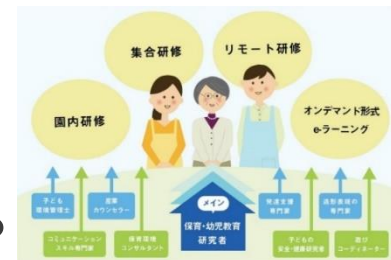 集合研修
リモート研修
園内研修
オンデマンド形式
e-ラーニング
メイン
保育・幼児教育
研究者
子ども
環境管理士
産業
カウンセラー
発達支援
専門家
造形表現の
専門家
コミュニケーション
スキル専門家
保育環境
コンサルタント
子どもの
安全・健康研究者
遊び
コーディネーター